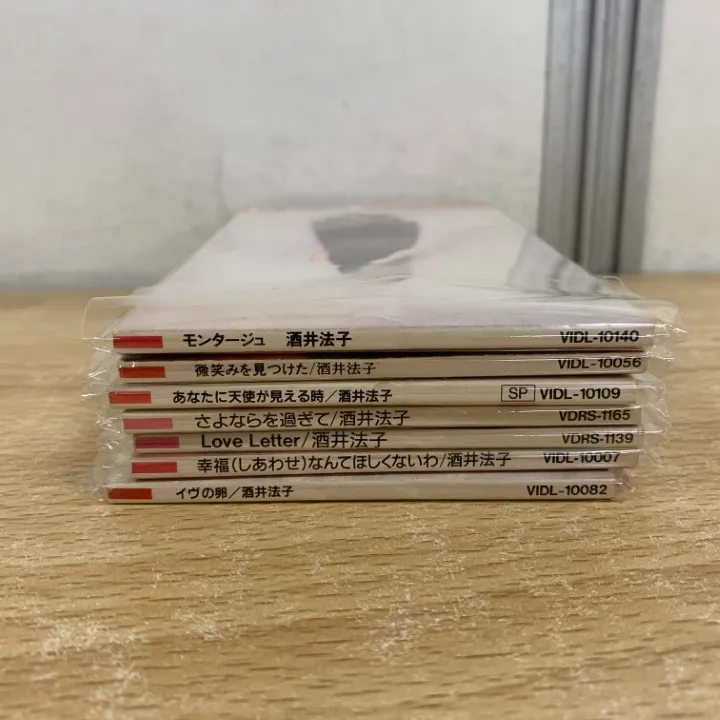 モンタージュ 酒井法子 VIDL-10140
微笑みを見つけた/酒井法子 VIDL-10056
あなたに天使が見える時/酒井法子 SP VIDL-10109
さよならを過ぎて/酒井法子 VDRS-1165
Love Letter/酒井法子 VDRS-1139
幸福(しあわせ)なんてほしくないわ/酒井法子 VIDL-10007
イヴの卵/酒井法子 VIDL-10082